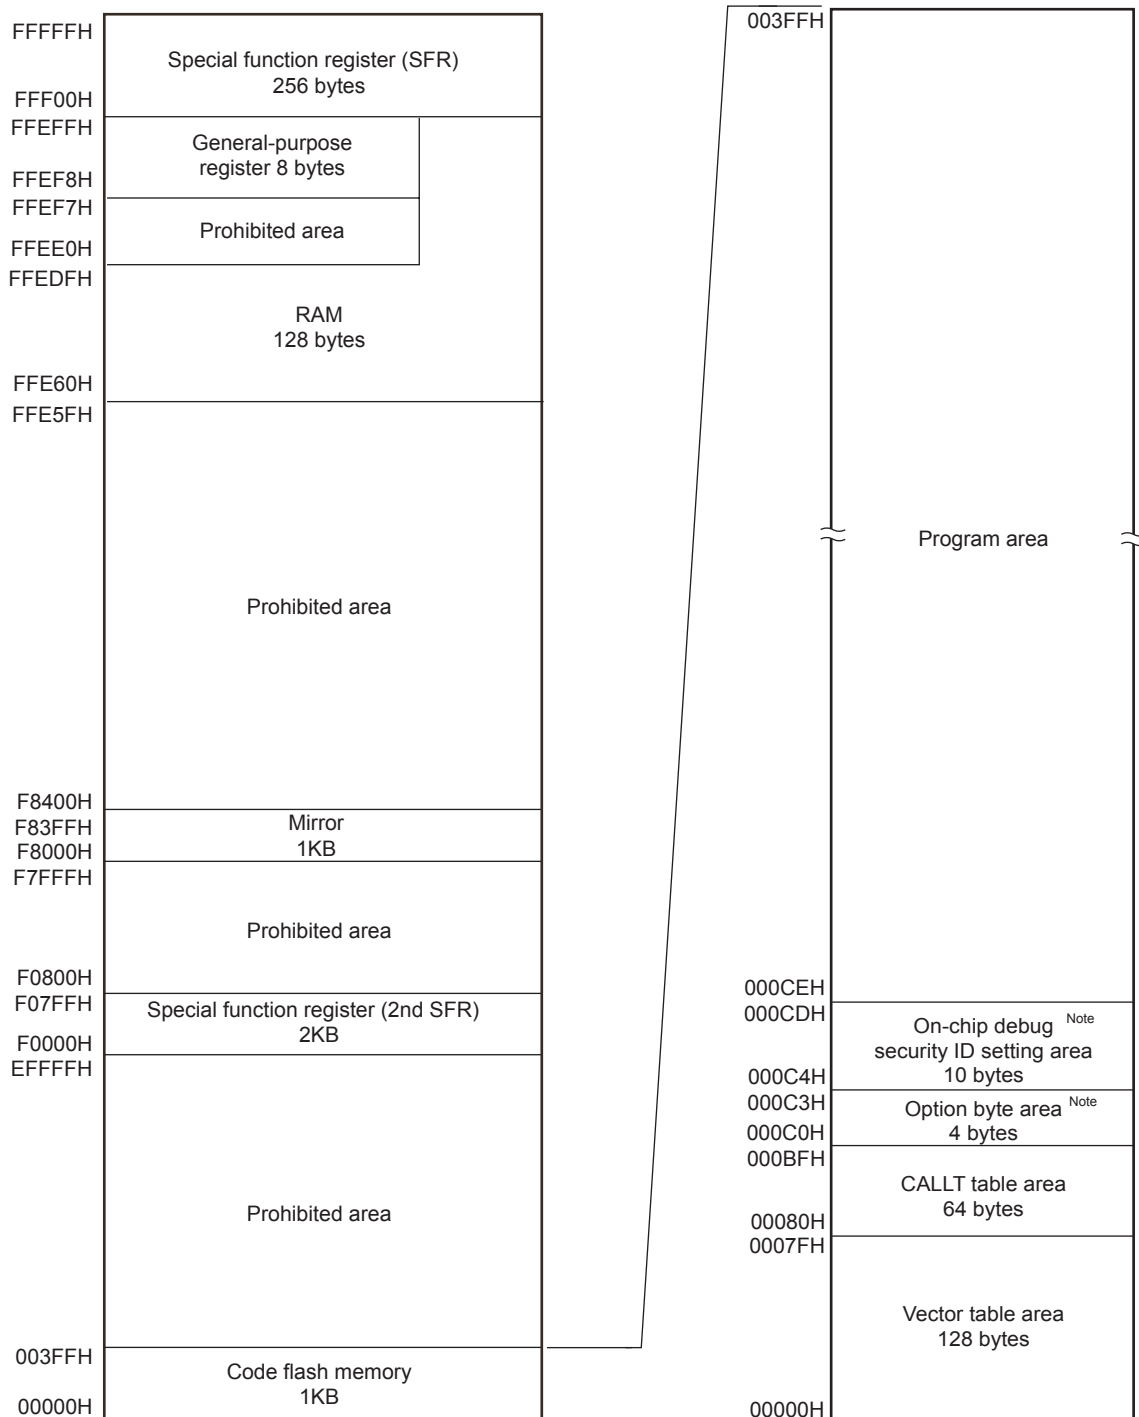 FFFFFH
Special function register (SFR)
256 bytes
FFF00H
FFEFFH
General-purpose
register 8 bytes
FFEF8H
FFEF7H
Prohibited area
FFEE0H
FFEDFH
RAM
128 bytes
FFE60H
FFE5FH
Prohibited area
F8400H
F83FFH
Mirror
1KB
F8000H
F7FFFH
Prohibited area
F0800H
F07FFH
Special function register (2nd SFR)
2KB
F0000H
EFFFFH
Prohibited area
003FFH
Code flash memory
1KB
00000H
003FFH
Program area
000CEH
000CDH
On-chip debug Note
security ID setting area
10 bytes
000C4H
000C3H
Option byte area Note
4 bytes
000C0H
000BFH
CALLT table area
64 bytes
00080H
0007FH
Vector table area
128 bytes
00000H